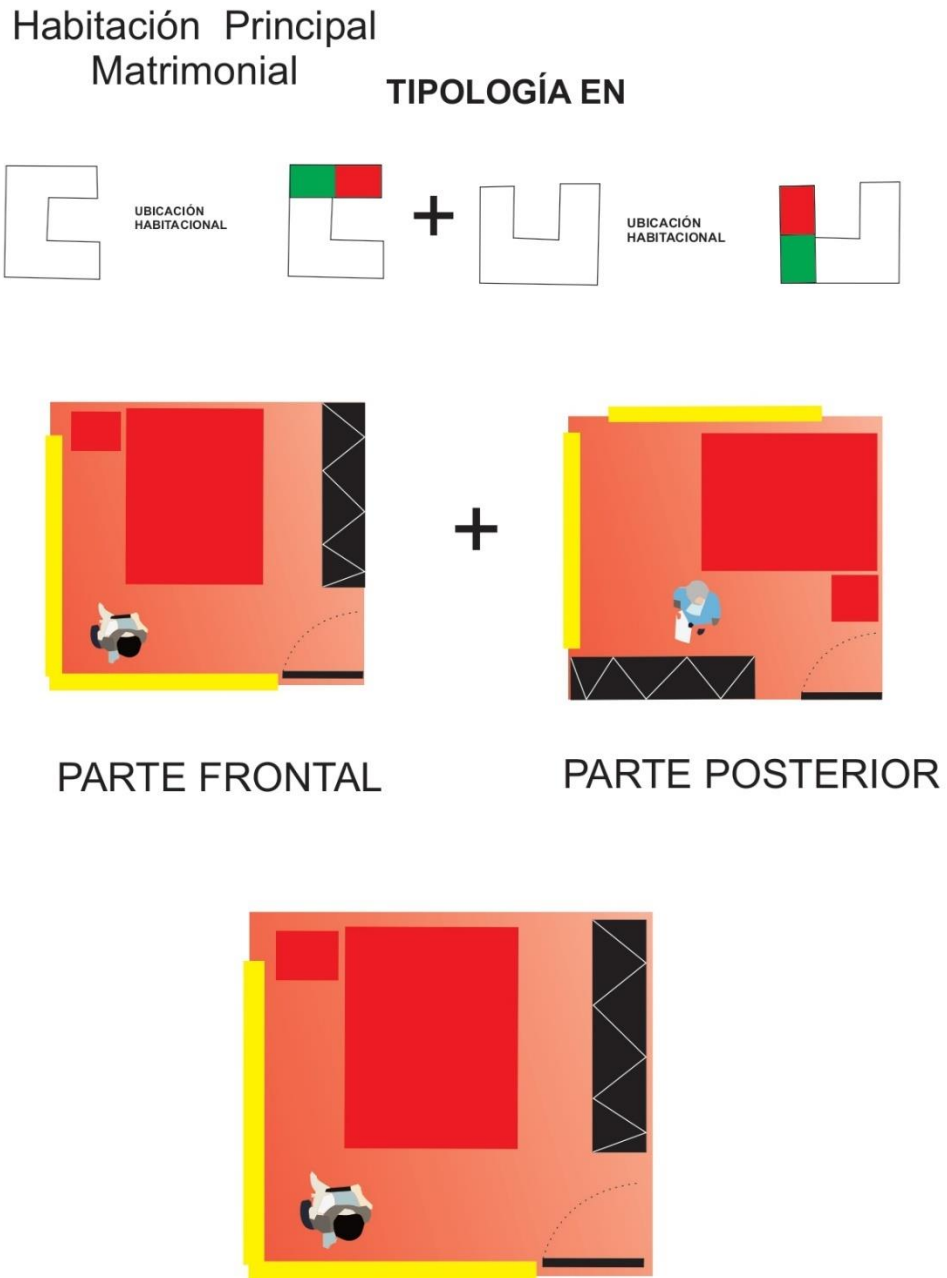 Habitación Principal
Matrimonial
TIPOLOGÍA EN
UBICACIÓN
HABITACIONAL
+
UBICACIÓN
HABITACIONAL
+
PARTE FRONTAL
PARTE POSTERIOR